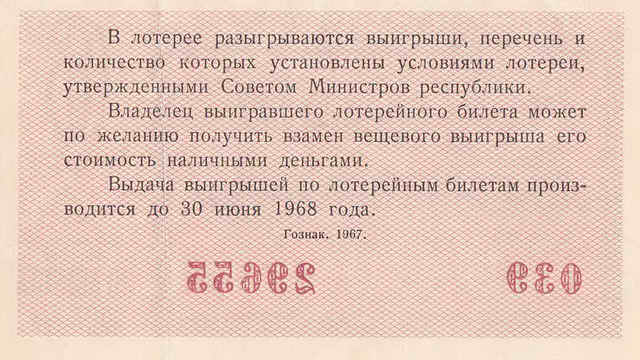 В лотерее разыгрываются выигрыши, перечень и
количество которых установлены условиями лотереи,
утвержденными Советом Министров республики.
Владелец выигравшего лотерейного билета может
по желанию получить взамен вещевого выигрыша его
стоимость наличными деньгами.
Выдача выигрышей по лотерейным билетам произ-
водится до 30 июня 1968 года.
Гознак. 1967.
29655 039